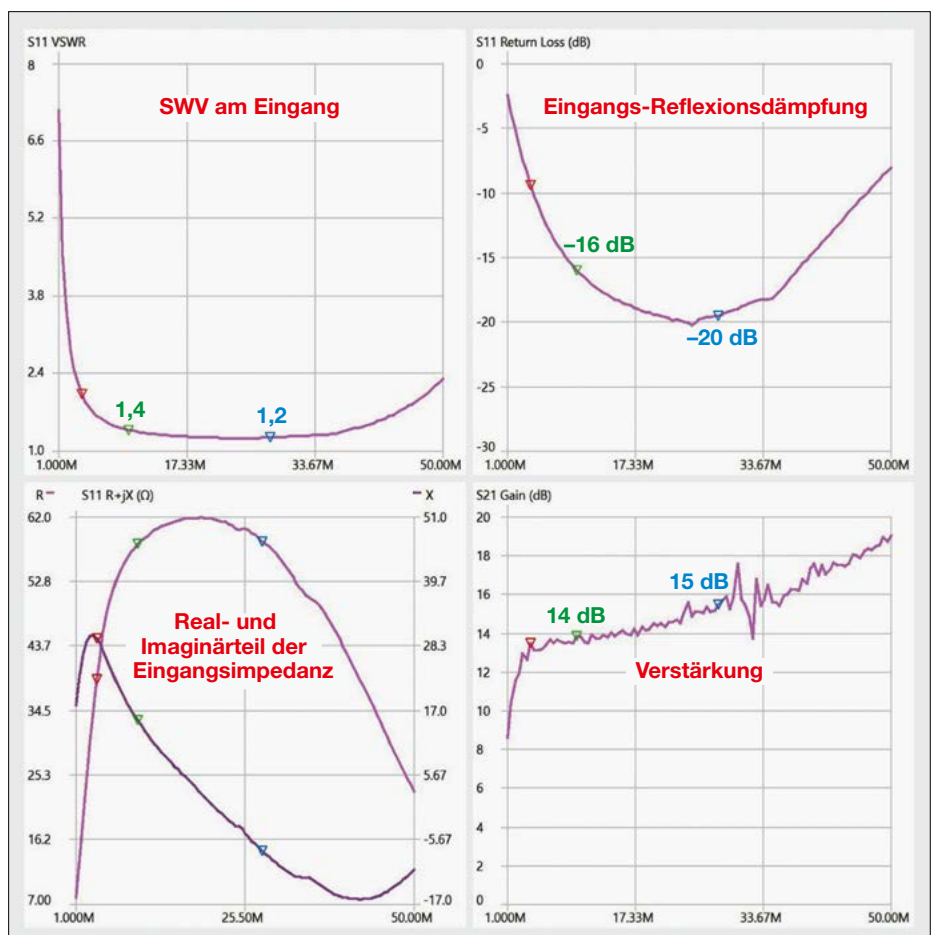 S11 VSWR
8
6.6
5.2
3.8
2.4
1.0
SWV am Eingang
1,4
1,2
1.000M 17.33M 33.67M 50.00M
S11 Return Loss (dB)
0
-5
-10
-15
-20
-25
-30
Eingangs-Reflexionsdämpfung
–16 dB
–20 dB
1.000M 17.33M 33.67M 50.00M
R S11 R+jX (Ω) X
62.0 51.0
52.8 39.7
43.7 28.3
34.5 17.0
25.3 5.67
16.2 -5.67
7.00 -17.0
Real- und
Imaginärteil der
Eingangsimpedanz
1.000M 25.50M 50.00M
S21 Gain (dB)
20
18
16
14
12
10
8
6
4
2
0
14 dB
15 dB
Verstärkung
1.000M 17.33M 33.67M 50.00M